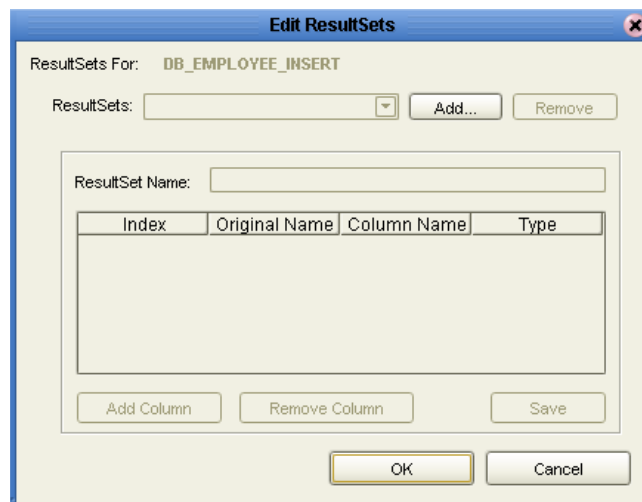 Edit ResultSets
ResultSets For: DB_EMPLOYEE_INSERT
ResultSets: Add... Remove
ResultSet Name:
Index Original Name Column Name Type
Add Column Remove Column Save
OK Cancel